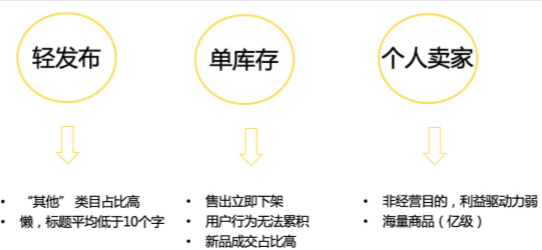 轻发布
单库存
个人卖家
• “其他” 类目占比高
• 懒，标题平均低于10个字
• 售出立即下架
• 用户行为无法累积
• 新品成交占比高
• 非经营目的，利益驱动力弱
• 海量商品（亿级）